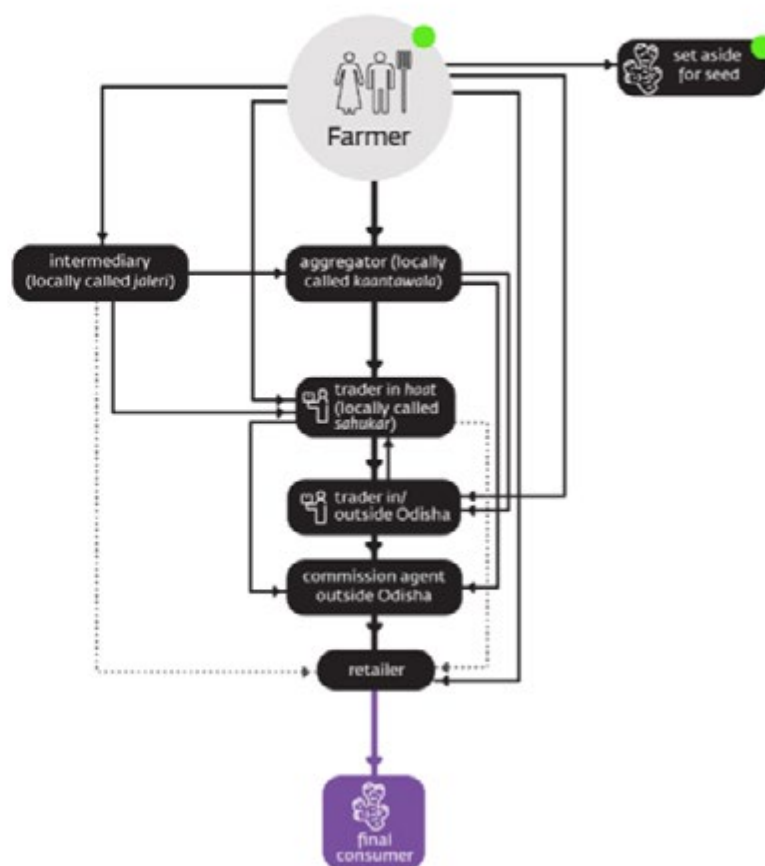 Farmer
set aside
for seed
intermediary
(locally called jaleri)
aggregator (locally
called kaantawala)
trader in haat
(locally called
sahukar)
trader in/
outside Odisha
commission agent
outside Odisha
retailer
final
consumer